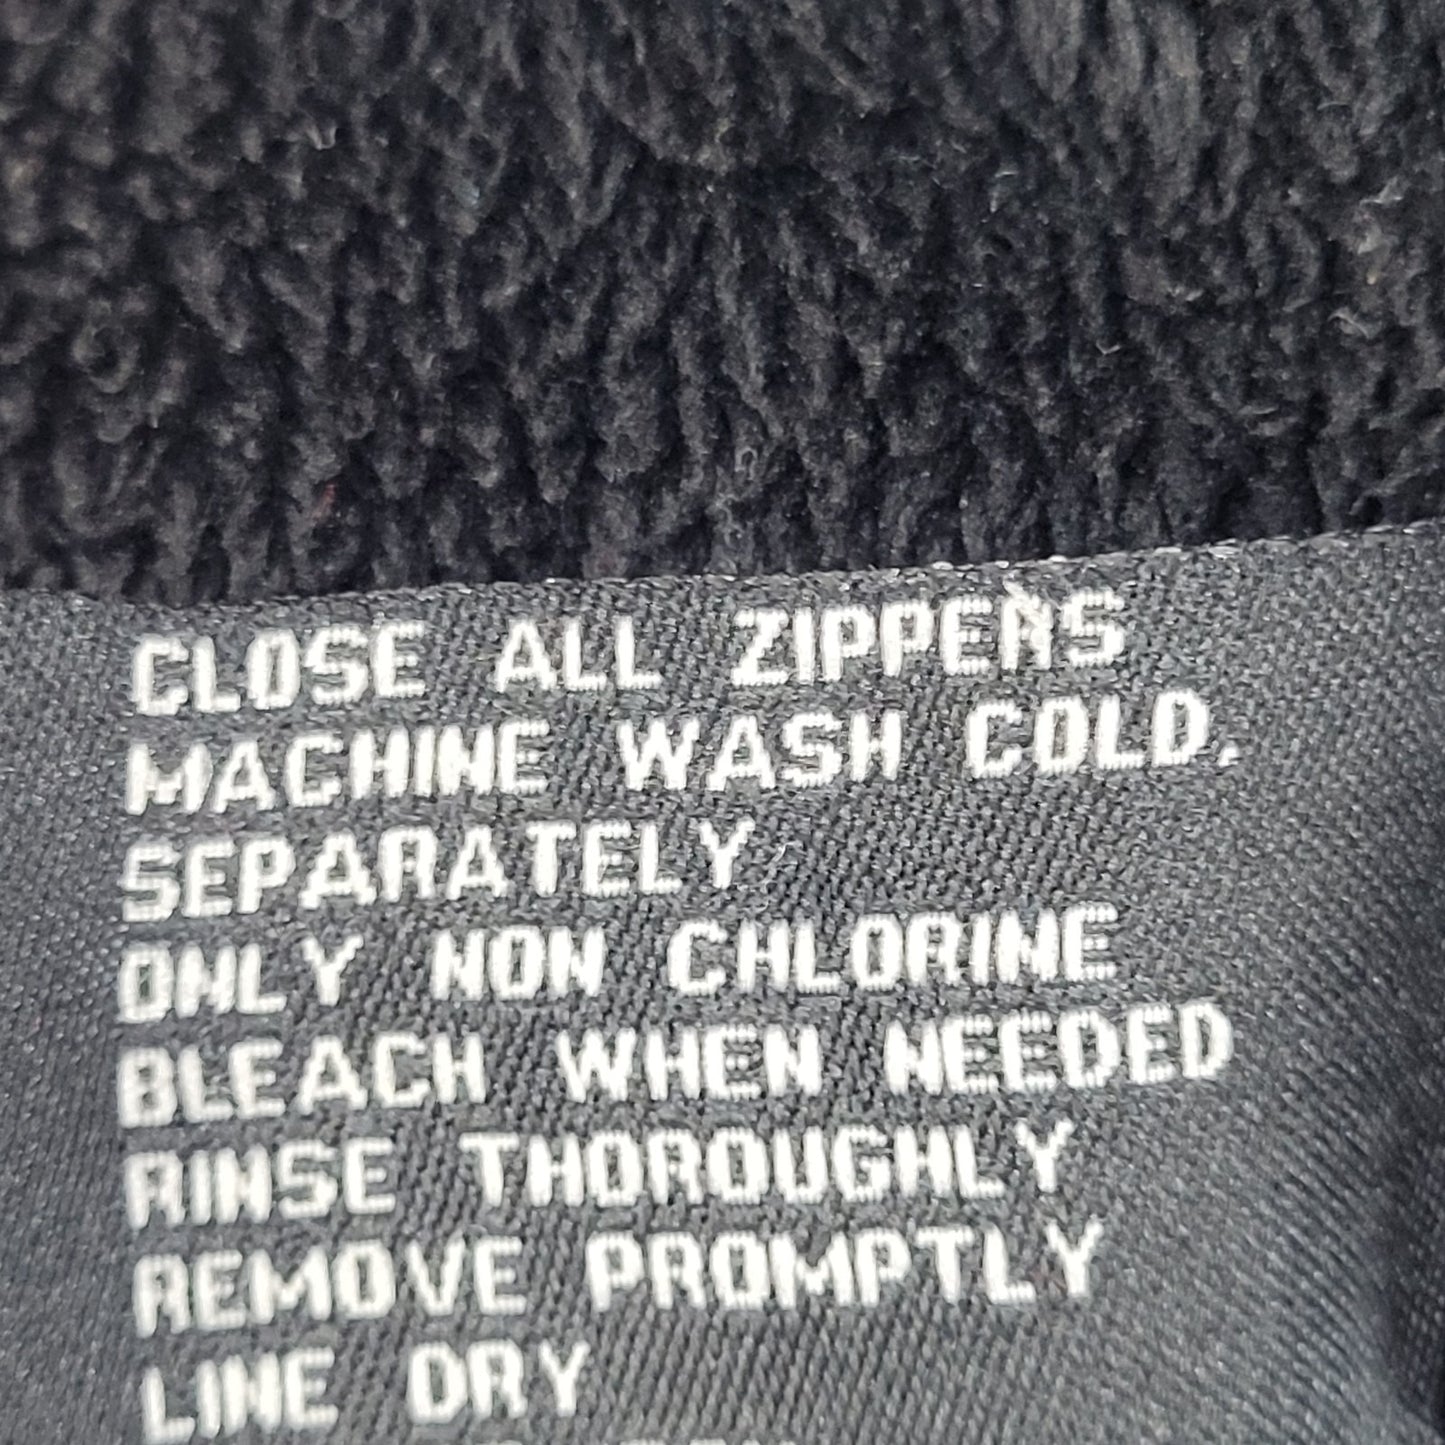 CLOSE ALL ZIPPERS
MACHINE WASH COLD,
SEPARATELY
ONLY NON CHLORINE
BLEACH WHEN NEEDED
RINSE THOROUGHLY
REMOVE PROMPTLY
LINE DRY